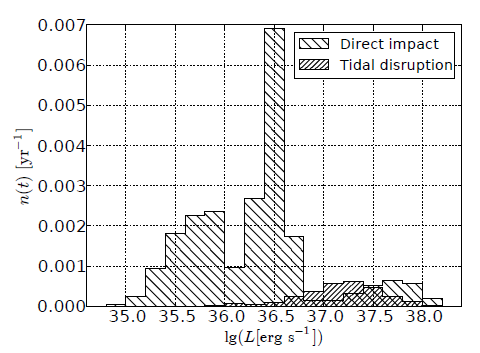 0.007
0.006
0.005
0.004
0.003
0.002
0.001
0.000
n(t) [yr⁻¹]
Direct impact
Tidal disruption
35.0 35.5 36.0 36.5 37.0 37.5 38.0
lg(L[erg s⁻¹])